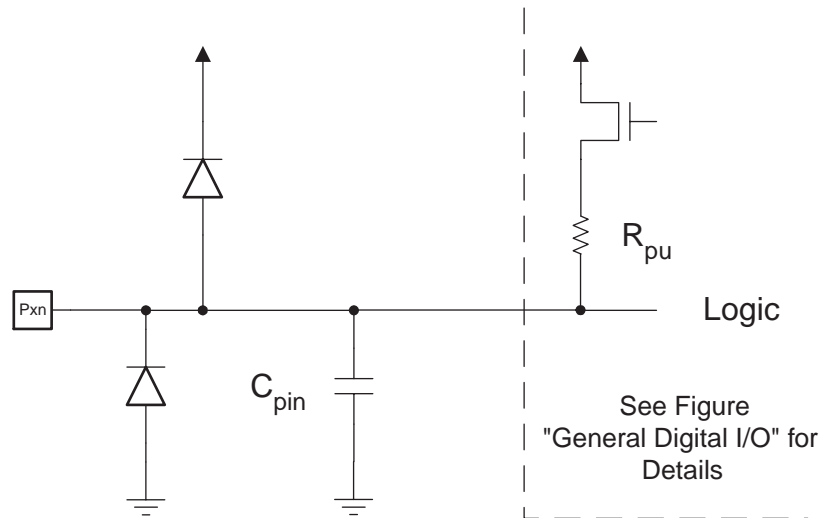 R
pu
Pxn
Logic
C
pin
See Figure
"General Digital I/O" for
Details